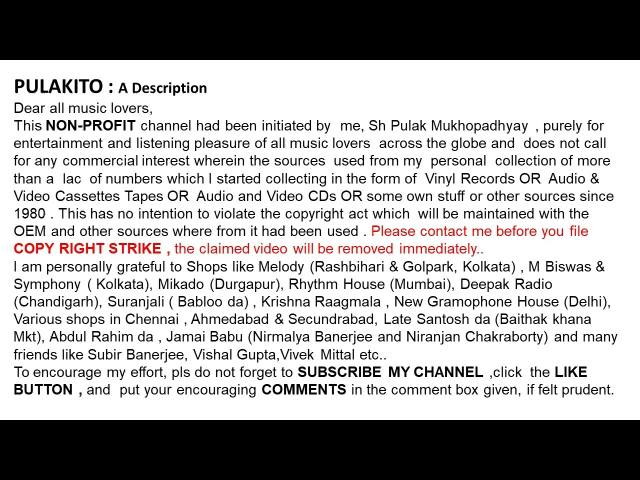 PULAKITO : A Description
Dear all music lovers,
This NON-PROFIT channel had been initiated by me, Sh Pulak Mukhopadhyay , purely for
entertainment and listening pleasure of all music lovers across the globe and does not call
for any commercial interest wherein the sources used from my personal collection of more
than a lac of numbers which I started collecting in the form of Vinyl Records OR Audio &
Video Cassettes Tapes OR Audio and Video CDs OR some own stuff or other sources since
1980 . This has no intention to violate the copyright act which will be maintained with the
OEM and other sources where from it had been used . Please contact me before you file
COPY RIGHT STRIKE , the claimed video will be removed immediately..
I am personally grateful to Shops like Melody (Rashbihari & Golpark, Kolkata) , M Biswas &
Symphony ( Kolkata), Mikado (Durgapur), Rhythm House (Mumbai), Deepak Radio
(Chandigarh), Suranjali ( Babloo da) , Krishna Raagmala , New Gramophone House (Delhi),
Various shops in Chennai , Ahmedabad & Secundrabad, Late Santosh da (Baithak khana
Mkt), Abdul Rahim da , Jamai Babu (Nirmalya Banerjee and Niranjan Chakraborty) and many
friends like Subir Banerjee, Vishal Gupta,Vivek Mittal etc..
To encourage my effort, pls do not forget to SUBSCRIBE MY CHANNEL ,click the LIKE
BUTTON , and put your encouraging COMMENTS in the comment box given, if felt prudent.